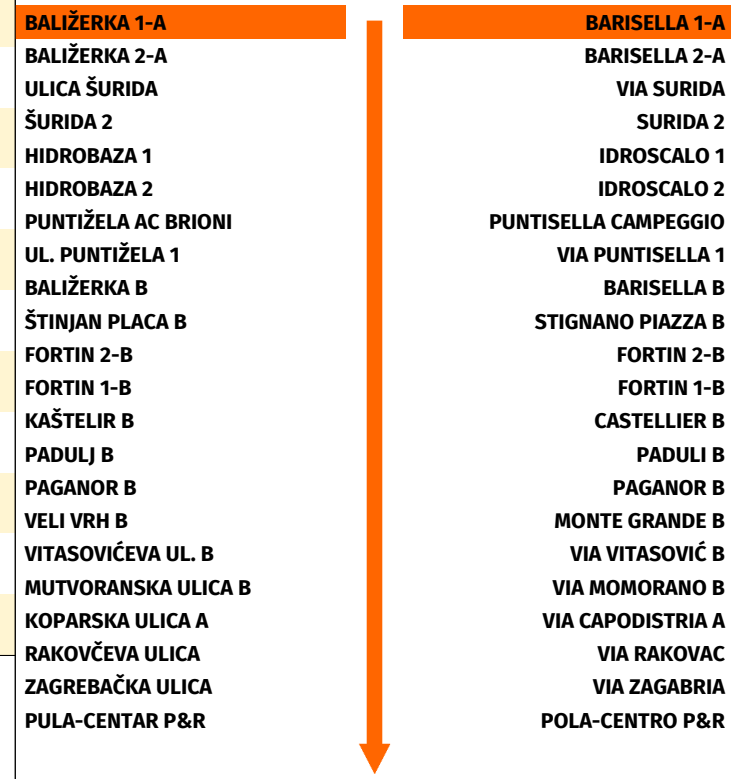 BALIŽERKA 1-A BARISELLA 1-A
BALIŽERKA 2-A BARISELLA 2-A
ULICA ŠURIDA VIA SURIDA
ŠURIDA 2 SURIDA 2
HIDROBAZA 1 IDROSCALO 1
HIDROBAZA 2 IDROSCALO 2
PUNTIŽELA AC BRIONI PUNTISELLA CAMPEGGIO
UL. PUNTIŽELA 1 VIA PUNTISELLA 1
BALIŽERKA B BARISELLA B
ŠTINJAN PLACA B STIGNANO PIAZZA B
FORTIN 2-B FORTIN 2-B
FORTIN 1-B FORTIN 1-B
KAŠTELIR B CASTELLIER B
PADULJ B PADULI B
PAGANOR B PAGANOR B
VELI VRH B MONTE GRANDE B
VITASOVIĆEVA UL. B VIA VITASOVIĆ B
MUTVORANSKA ULICA B VIA MOMORANO B
KOPARSKA ULICA A VIA CAPODISTRIA A
RAKOVČEVA ULICA VIA RAKOVAC
ZAGREBAČKA ULICA VIA ZAGABRIA
PULA-CENTAR P&R POLA-CENTRO P&R